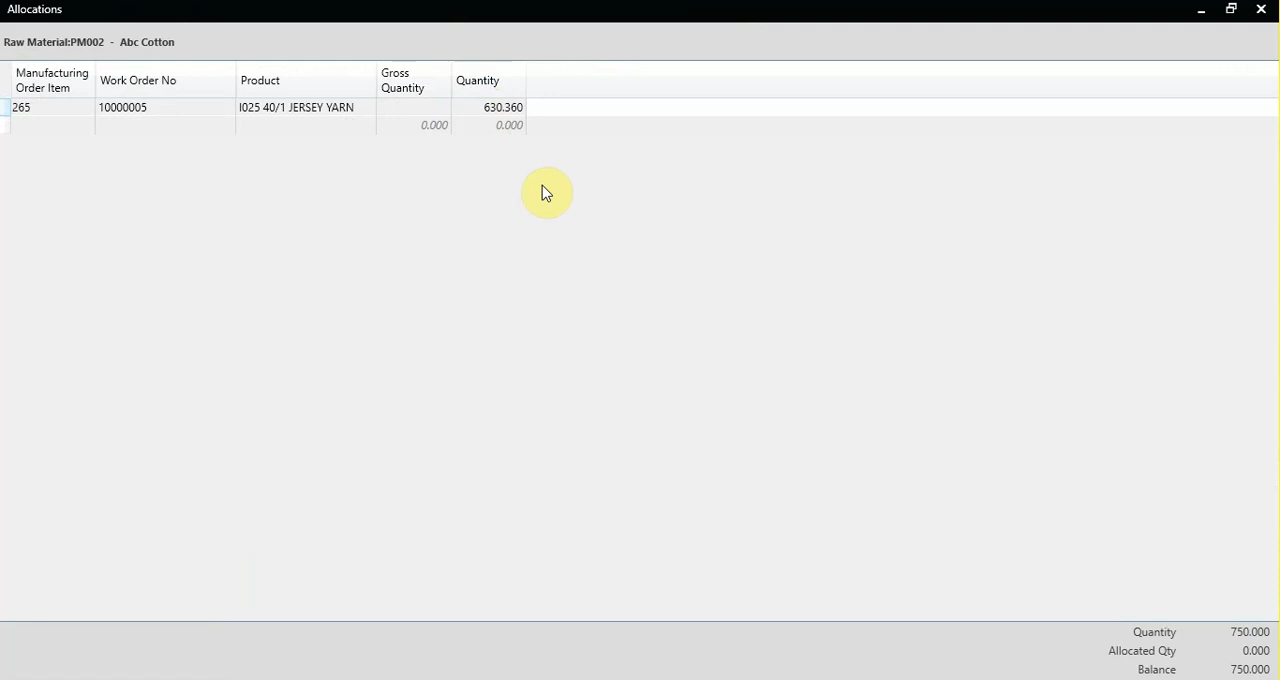 Allocations
Raw Material:PM002 - Abc Cotton
Manufacturing Order Item Work Order No Product Gross Quantity Quantity
265 10000005 I025 40/1 JERSEY YARN 630.360
0.000 0.000
Quantity 750.000
Allocated Qty 0.000
Balance 750.000